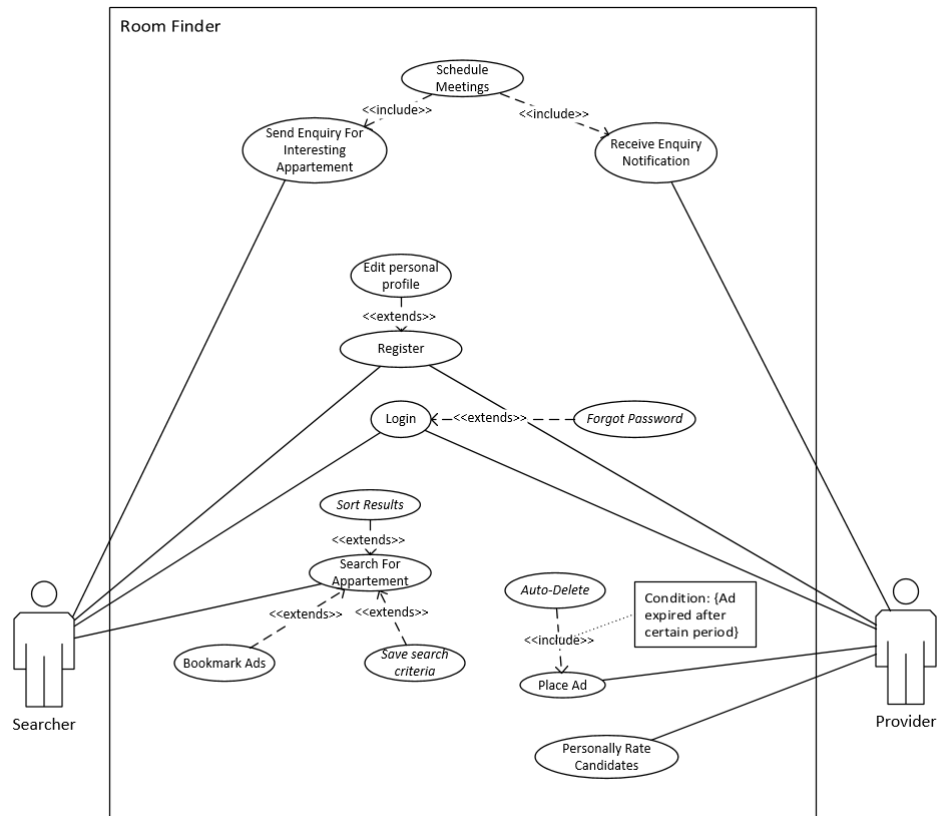 Room Finder
Schedule
Meetings
<<include>>
<<include>>
Send Enquiry For
Interesting
Appartement
Receive Enquiry
Notification
Edit personal
profile
<<extends>>
Register
Login
<<extends>>
Forgot Password
Sort Results
<<extends>>
Search For
Appartement
<<extends>>
<<extends>>
Bookmark Ads
Save search
criteria
Auto-Delete
<<include>>
Condition: {Ad
expired after
certain period}
Place Ad
Personally Rate
Candidates
Searcher
Provider